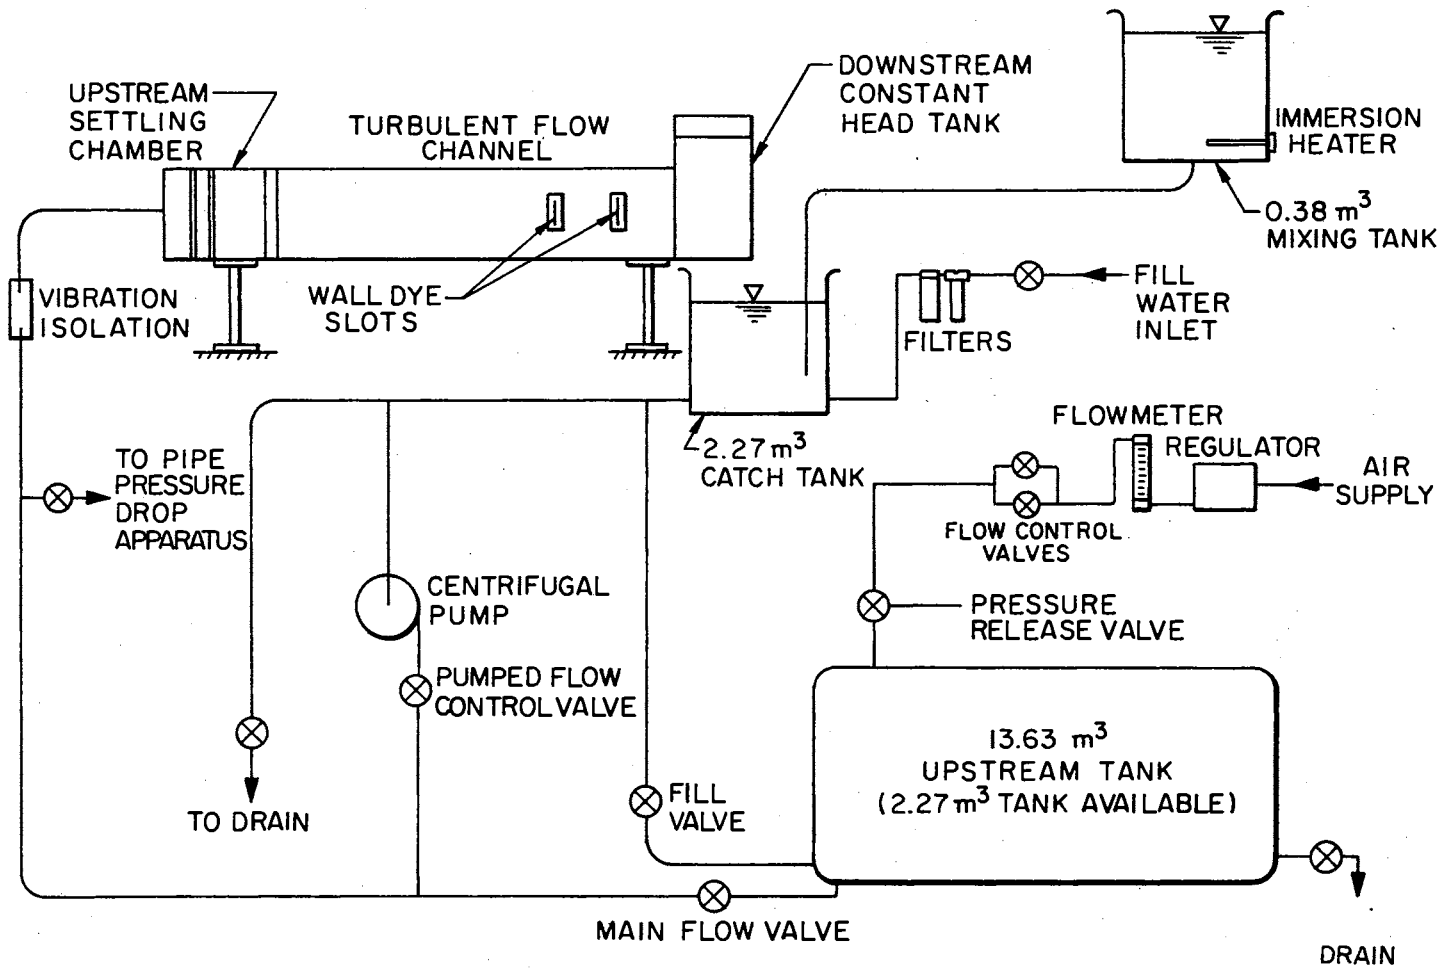 UPSTREAM
SETTLING
CHAMBER
TURBULENT FLOW
CHANNEL
DOWNSTREAM
CONSTANT
HEAD TANK
IMMERSION
HEATER
0.38 m³
MIXING TANK
VIBRATION
ISOLATION
WALL DYE
SLOTS
FILTERS
FILL
WATER
INLET
2.27 m³
CATCH TANK
FLOWMETER
REGULATOR
AIR
SUPPLY
FLOW CONTROL
VALVES
TO PIPE
PRESSURE
DROP
APPARATUS
CENTRIFUGAL
PUMP
PRESSURE
RELEASE VALVE
PUMPED FLOW
CONTROL VALVE
13.63 m³
UPSTREAM TANK
(2.27 m³ TANK AVAILABLE)
FILL
VALVE
TO DRAIN
MAIN FLOW VALVE
DRAIN